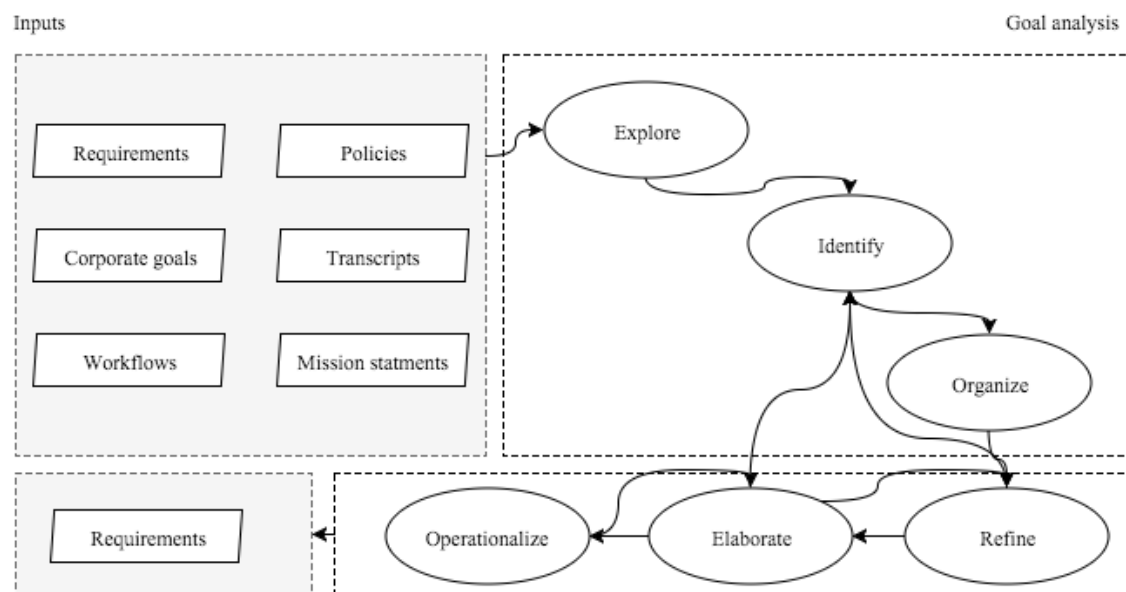 Inputs
Goal analysis
Requirements
Policies
Explore
Corporate goals
Transcripts
Identify
Workflows
Mission statments
Organize
Requirements
Operationalize
Elaborate
Refine